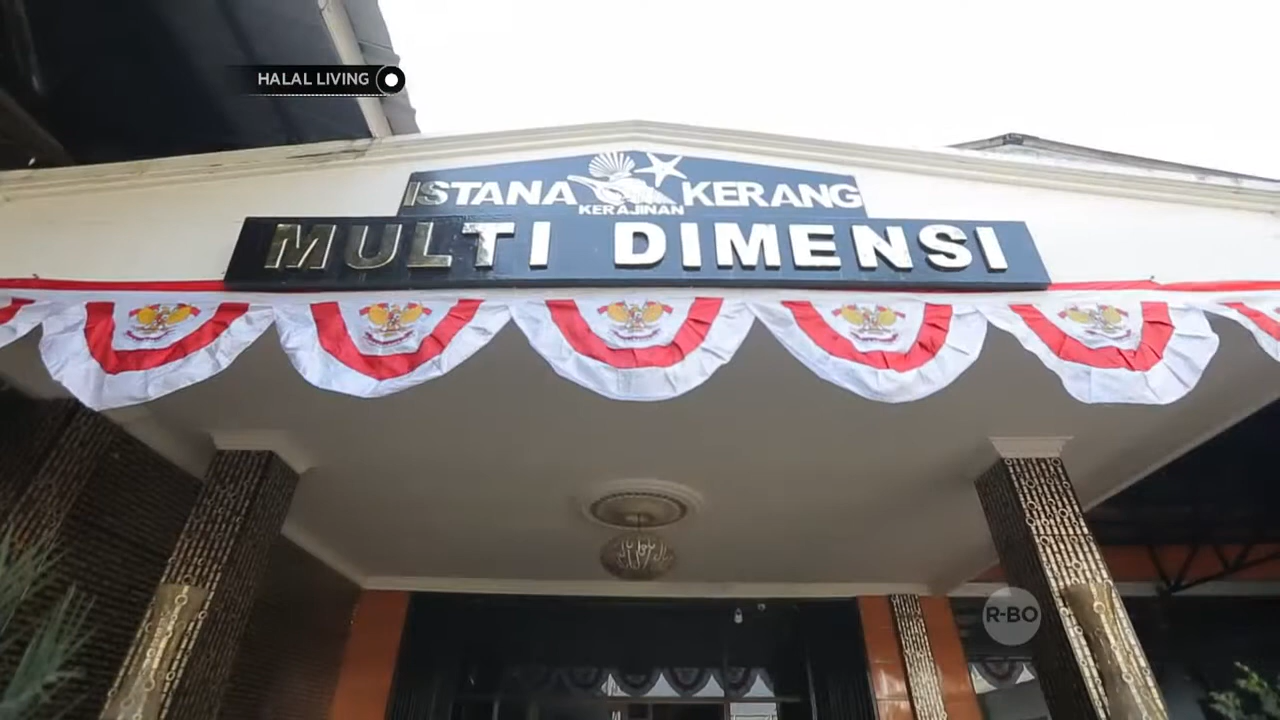 HALAL LIVING
ISTANA KERANG
KERAJINAN
MULTI DIMENSI
R-BO